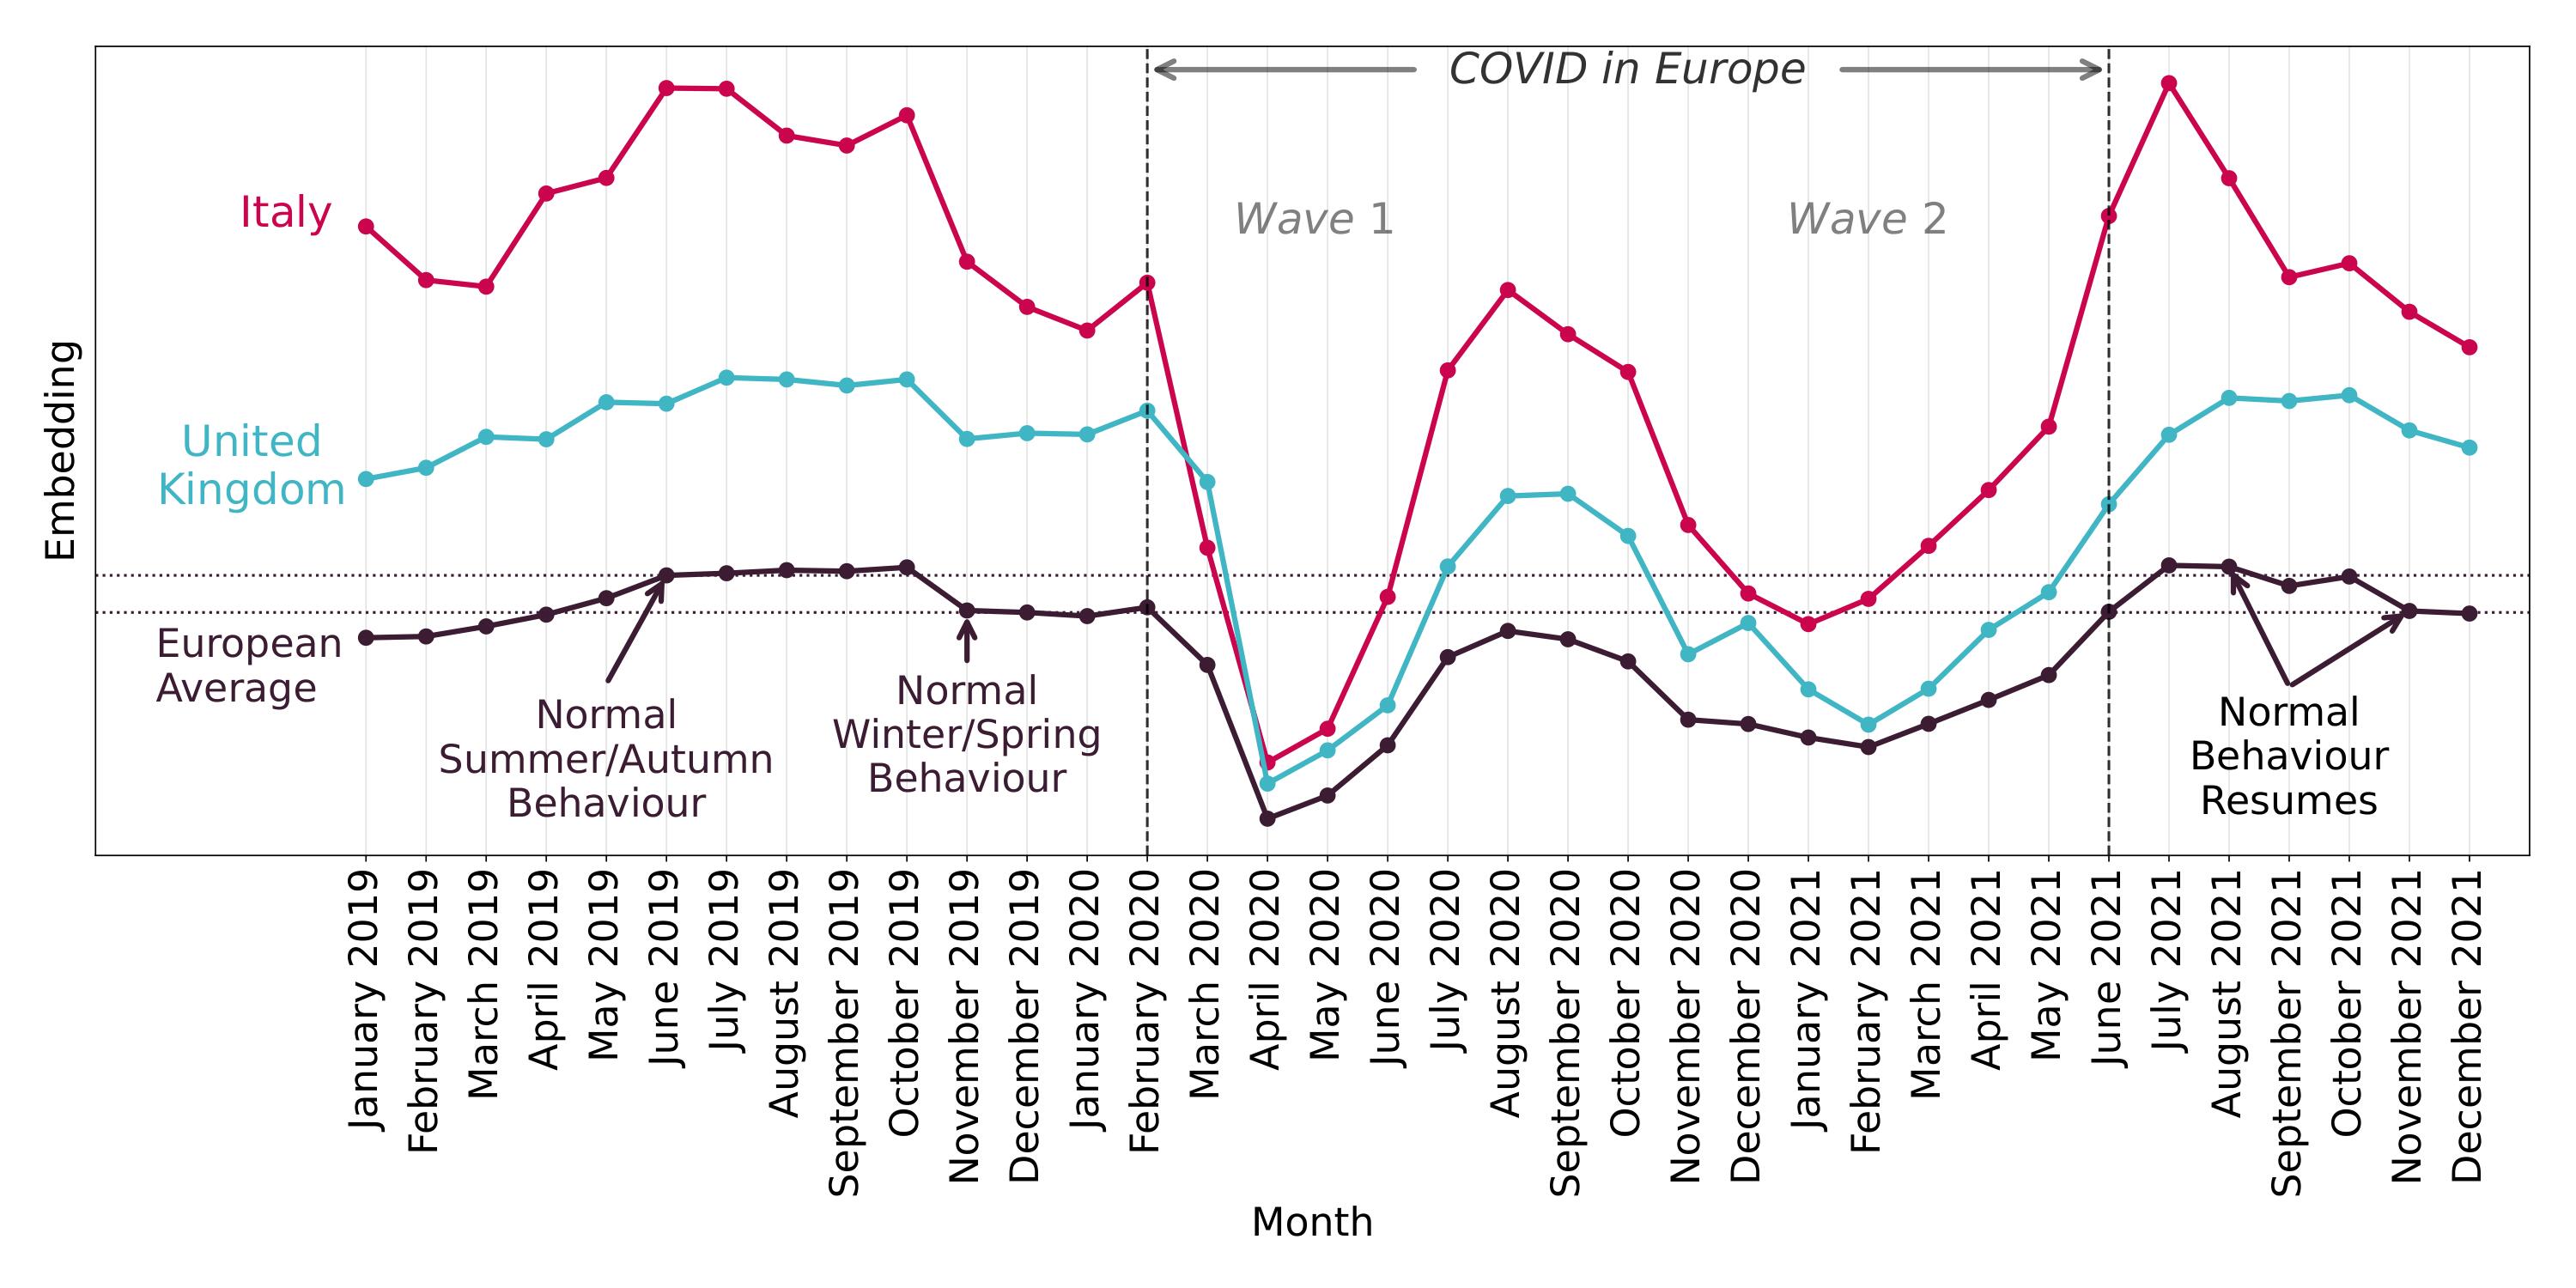 COVID in Europe
Italy
Wave 1
Wave 2
United
Kingdom
European
Average
Normal
Summer/Autumn
Behaviour
Normal
Winter/Spring
Behaviour
Normal
Behaviour
Resumes
Embedding
January 2019
February 2019
March 2019
April 2019
May 2019
June 2019
July 2019
August 2019
September 2019
October 2019
November 2019
December 2019
January 2020
February 2020
March 2020
April 2020
May 2020
June 2020
July 2020
August 2020
September 2020
October 2020
November 2020
December 2020
January 2021
February 2021
March 2021
April 2021
May 2021
June 2021
July 2021
August 2021
September 2021
October 2021
November 2021
December 2021
Month